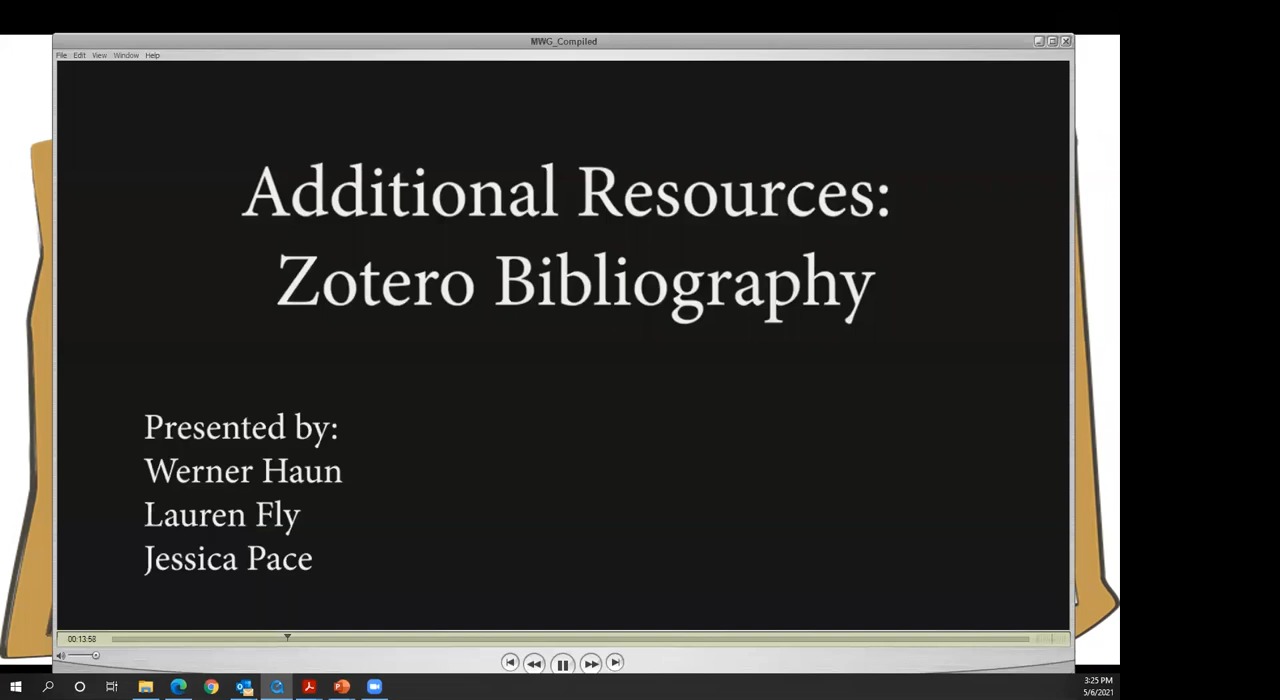 MWG_Compiled
File Edit View Window Help
Additional Resources:
Zotero Bibliography
Presented by:
Werner Haun
Lauren Fly
Jessica Pace
00:13:58
3:25 PM
5/6/2021